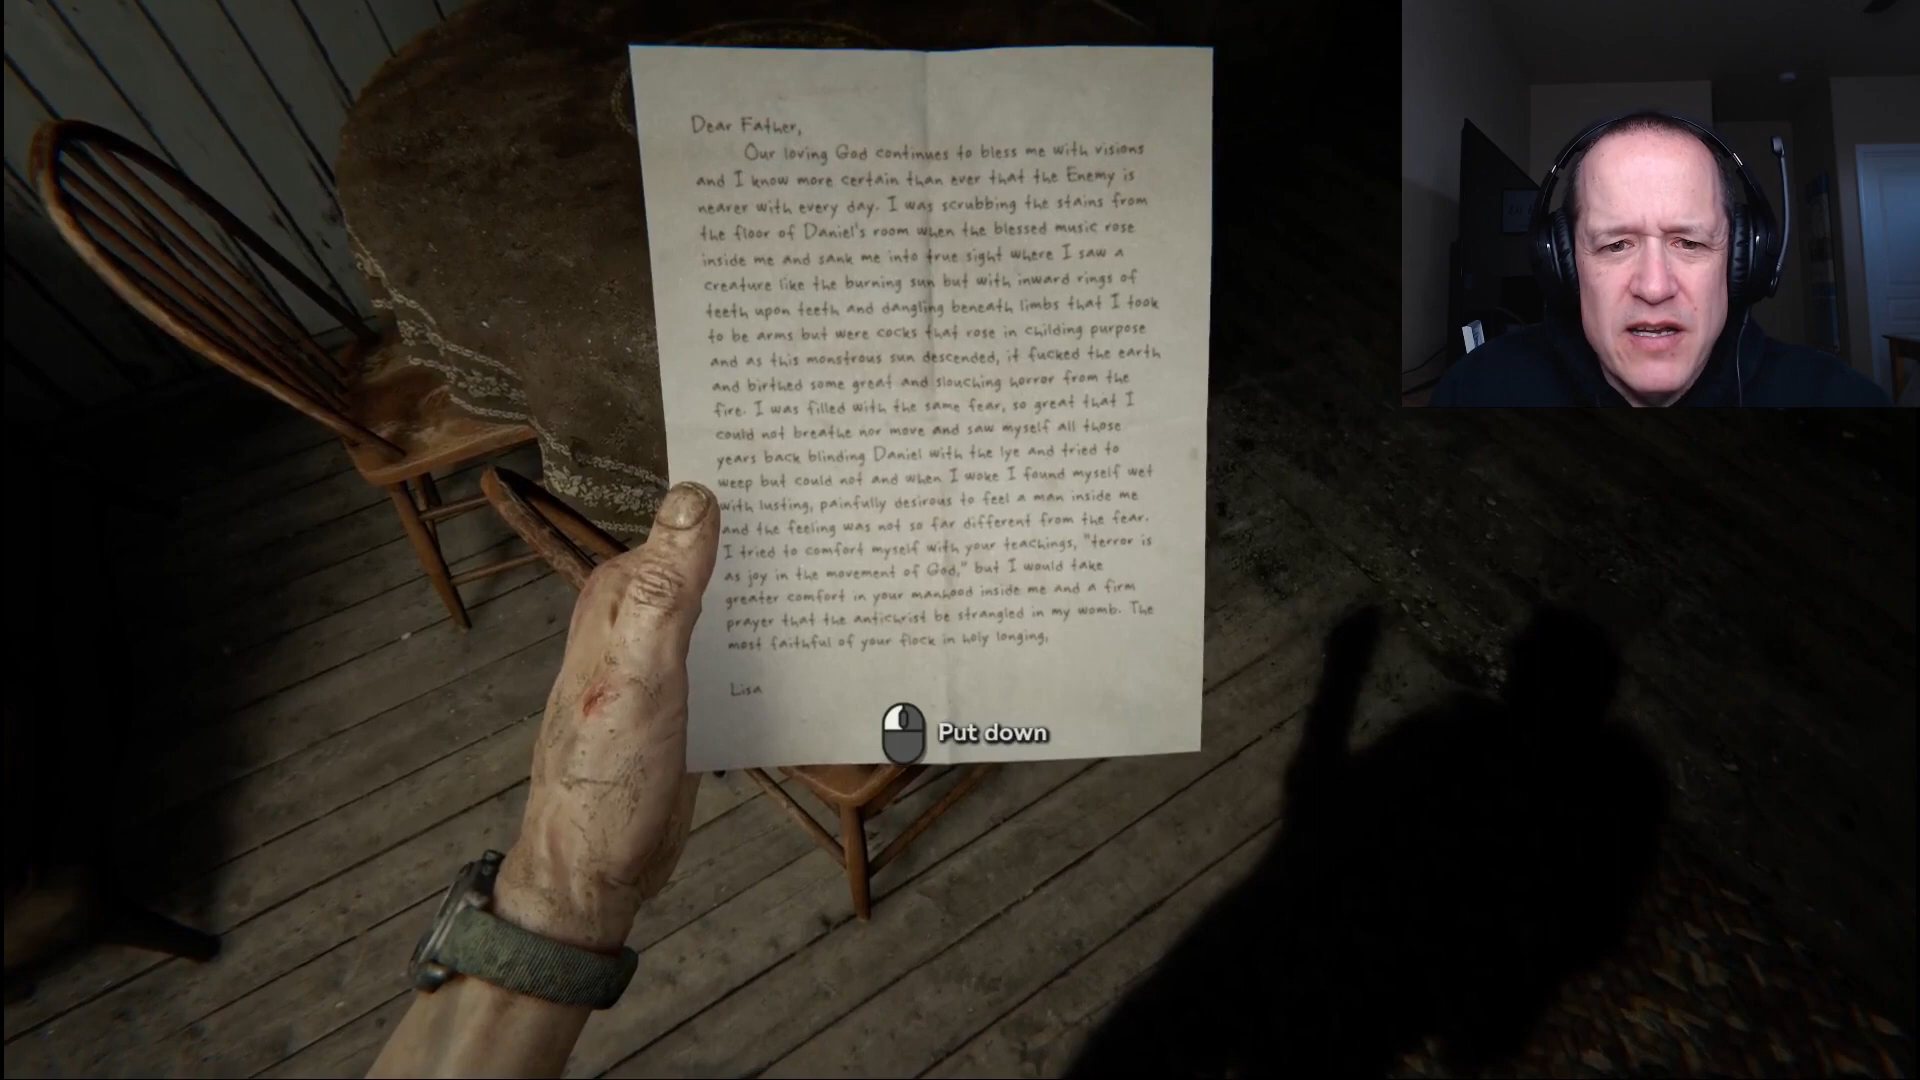 Dear Father,
Our loving God continues to bless me with visions
and I know more certain than ever that the Enemy is
nearer with every day. I was scrubbing the stains from
the floor of Daniel's room when the blessed music rose
inside me and sank me into true sight where I saw a
creature like the burning sun but with inward rings of
teeth upon teeth and dangling beneath limbs that I took
to be arms but were cocks that rose in childing purpose
and as this monstrous sun descended, it fucked the earth
and birthed some great and slouching horror from the
fire. I was filled with the same fear, so great that I
could not breathe nor move and saw myself all those
years back blinding Daniel with the lye and tried to
weep but could not and when I woke I found myself wet
with lusting, painfully desirous to feel a man inside me
and the feeling was not so far different from the fear.
I tried to comfort myself with your teachings, "terror is
as joy in the movement of God," but I would take
greater comfort in your manhood inside me and a firm
prayer that the antichrist be strangled in my womb. The
most faithful of your flock in holy longing,
Lisa
Put down